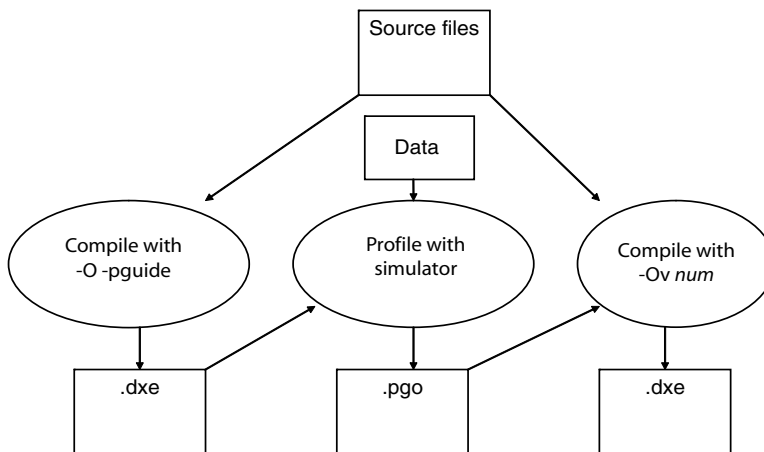 Source files
Data
Compile with
-O -pguide
Profile with
simulator
Compile with
-Ov num
.dxe
.pgo
.dxe